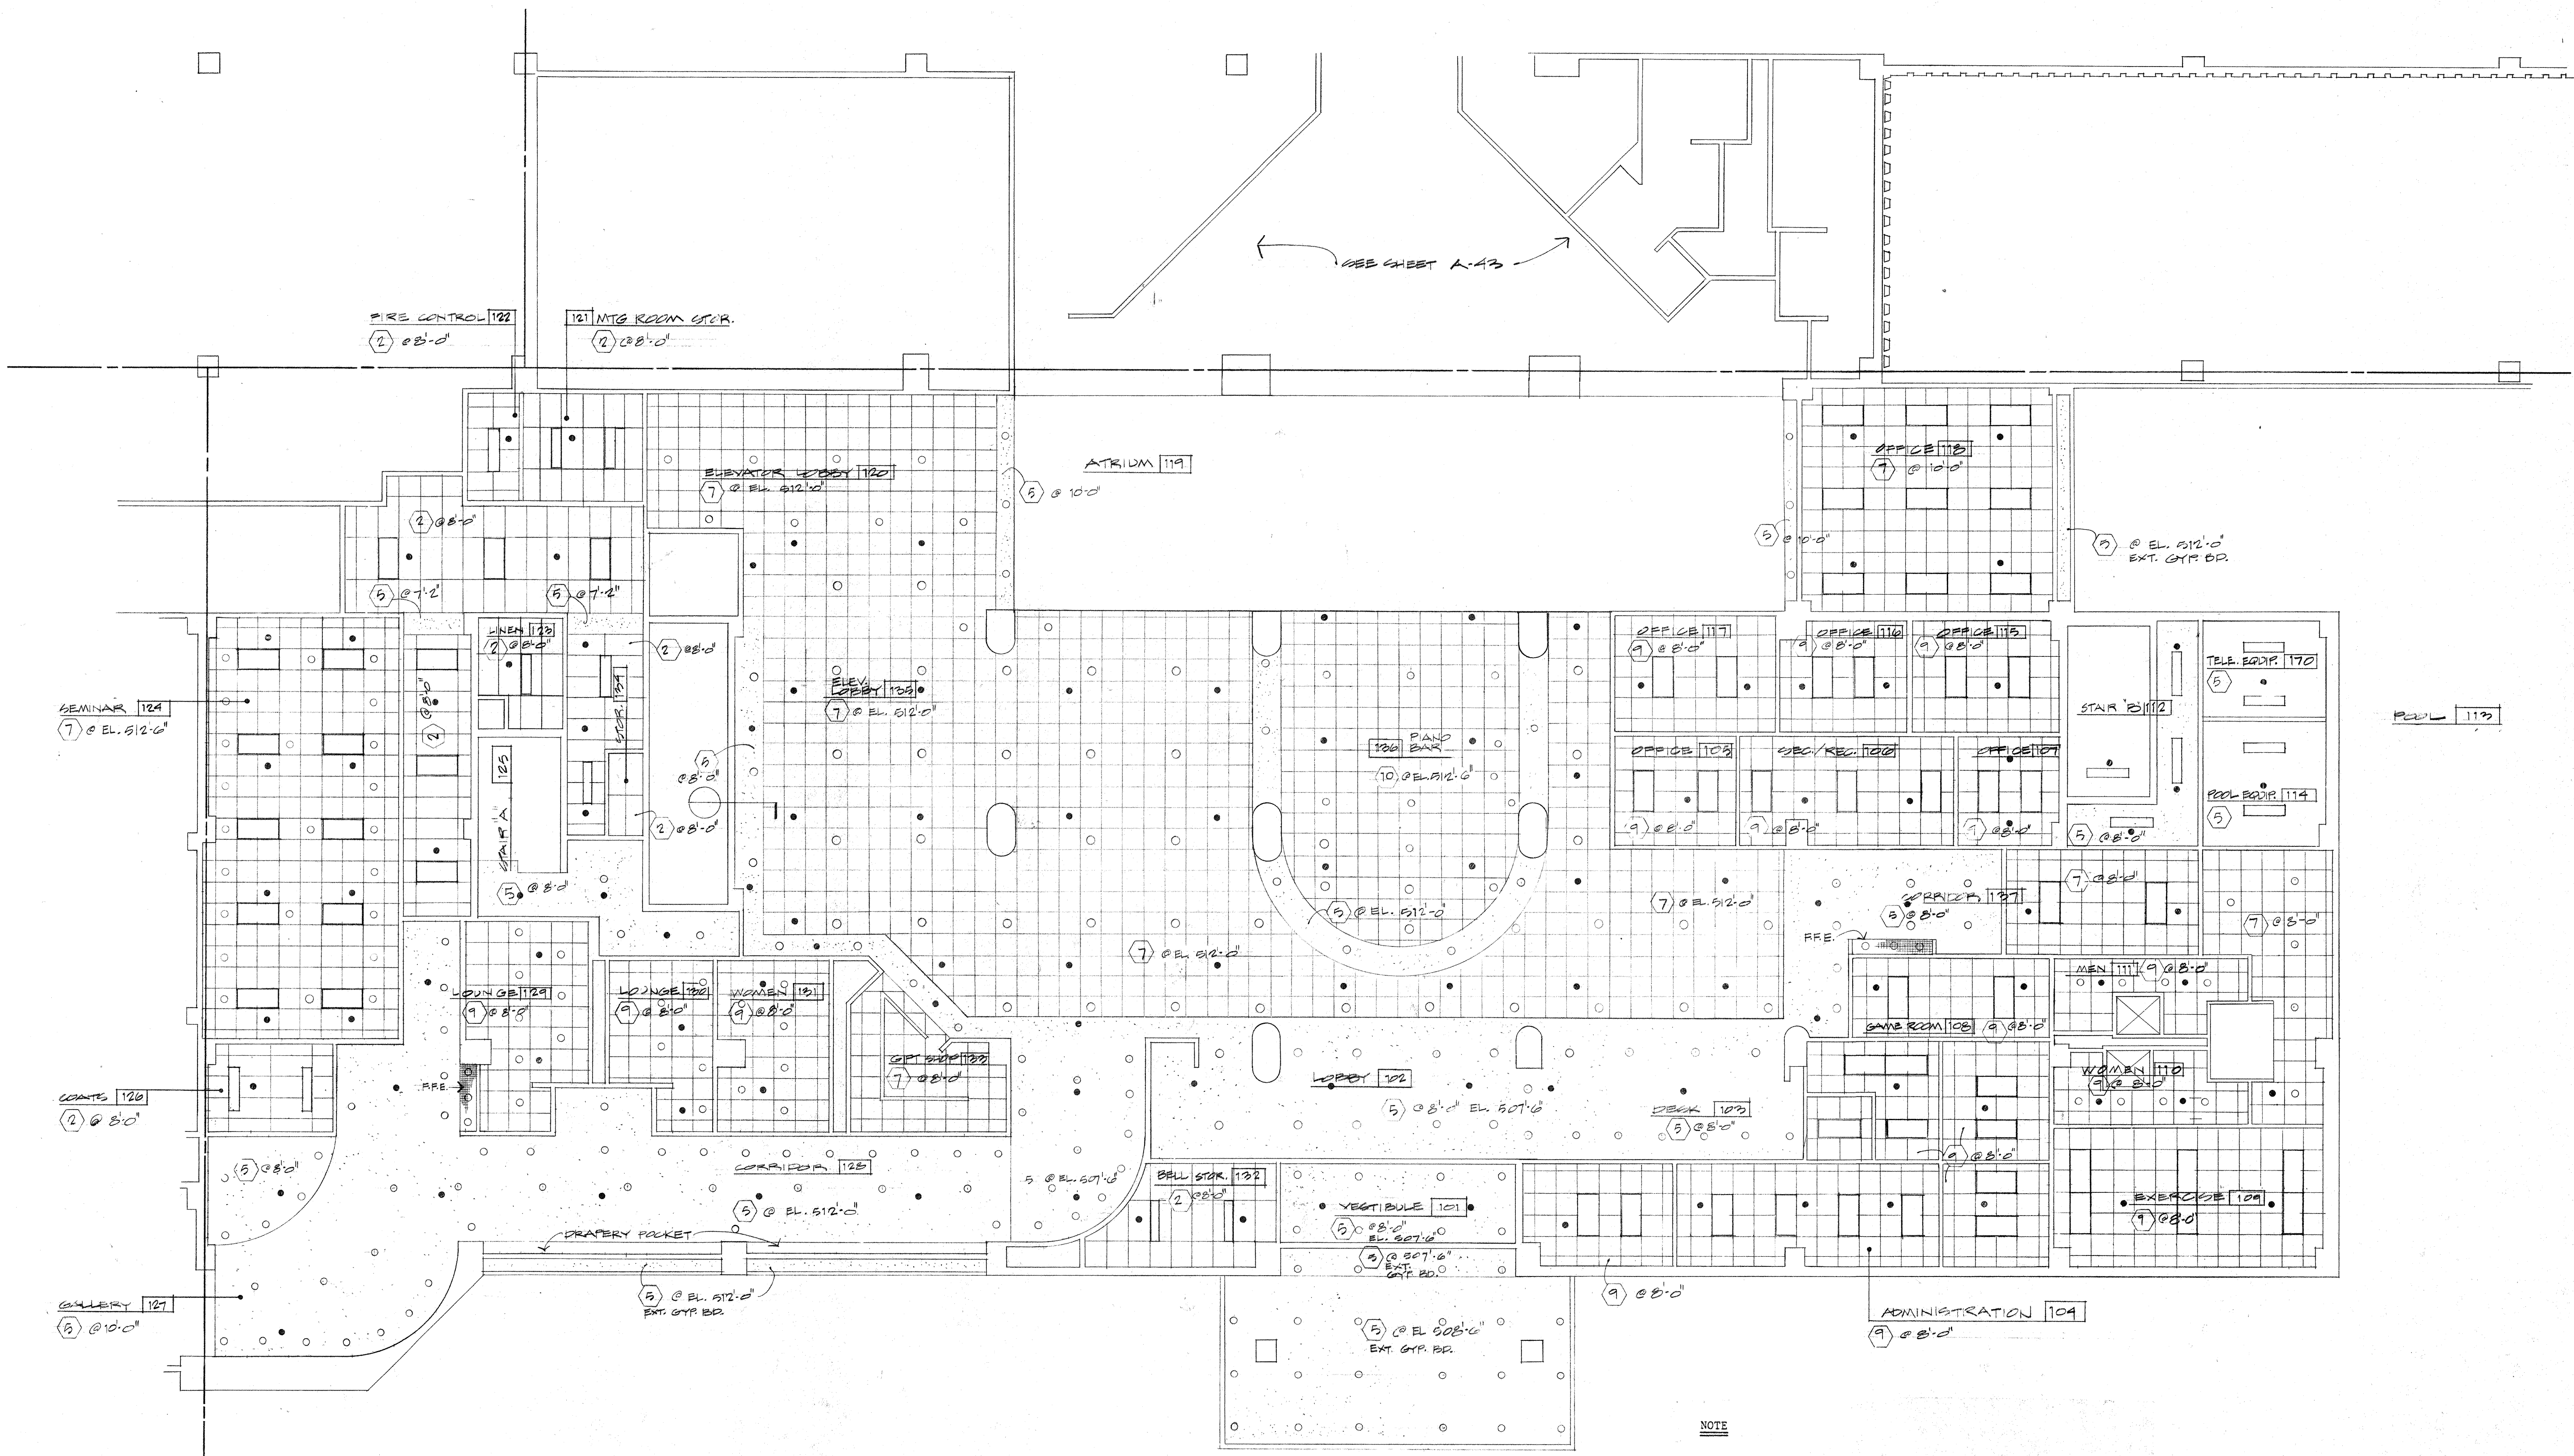 SEE SHEET A-43
FIRE CONTROL 122
2 @ 8'-0"
121 MTG ROOM STOR.
2 @ 8'-0"
ELEVATOR LOBBY 120
7 @ EL. 512'-0"
ATRIUM 119
5 @ 10'-0"
OFFICE 118
7 @ 10'-0"
5 @ 10'-0"
5 @ EL. 512'-0"
EXT. GYP. BD.
2 @ 8'-0"
5 @ 7'-2"
5 @ 7'-2"
LINEN 123
2 @ 8'-0"
2 @ 8'-0"
STOR. 134
2 @ 8'-0"
SEMINAR 124
7 @ EL. 512'-6"
2 @ 8'-0"
STAIR "A" 125
5 @ 8'-0"
5
@ 8'-0"
ELEV.
LOBBY 135
7 @ EL. 512'-0"
136 PIANO
BAR
10 @ EL. 512'-6"
5 @ EL. 512'-0"
7 @ EL. 512'-0"
7 @ EL. 512'-0"
OFFICE 117
9 @ 8'-0"
OFFICE 116
9 @ 8'-0"
OFFICE 115
9 @ 8'-0"
OFFICE 105
9 @ 8'-0"
SEC./REC. 106
9 @ 8'-0"
OFFICE 107
9 @ 8'-0"
STAIR "B" 112
5 @ 8'-0"
TELE. EQUIP. 170
5
POOL EQUIP. 114
5
POOL 113
CORRIDOR 137
5 @ 8'-0"
F.F.E.
7 @ 8'-0"
7 @ 8'-0"
MEN 111 9 @ 8'-0"
GAME ROOM 108 9 @ 8'-0"
WOMEN 110
9 @ 8'-0"
EXERCISE 109
9 @ 8'-0"
LOUNGE 129
9 @ 8'-0"
LOUNGE 130
9 @ 8'-0"
WOMEN 131
9 @ 8'-0"
GIFT SHOP 133
7 @ 8'-0"
F.F.E.
COATS 126
2 @ 8'-0"
5 @ 8'-0"
CORRIDOR 128
5 @ EL. 512'-0"
5 @ EL. 507'-6"
DRAPERY POCKET
5 @ EL. 512'-0"
EXT. GYP. BD.
GALLERY 127
5 @ 10'-0"
LOBBY 102
5 @ 8'-0" EL. 507'-6"
DESK 103
5 @ 8'-0"
BELL STOR. 132
2 @ 8'-0"
VESTIBULE 101
5 @ 8'-0"
EL. 507'-6"
5 @ 507'-6"
EXT.
GYP. BD.
5 @ EL 508'-6"
EXT. GYP. BD.
9 @ 8'-0"
9 @ 8'-0"
ADMINISTRATION 104
9 @ 8'-0"
NOTE